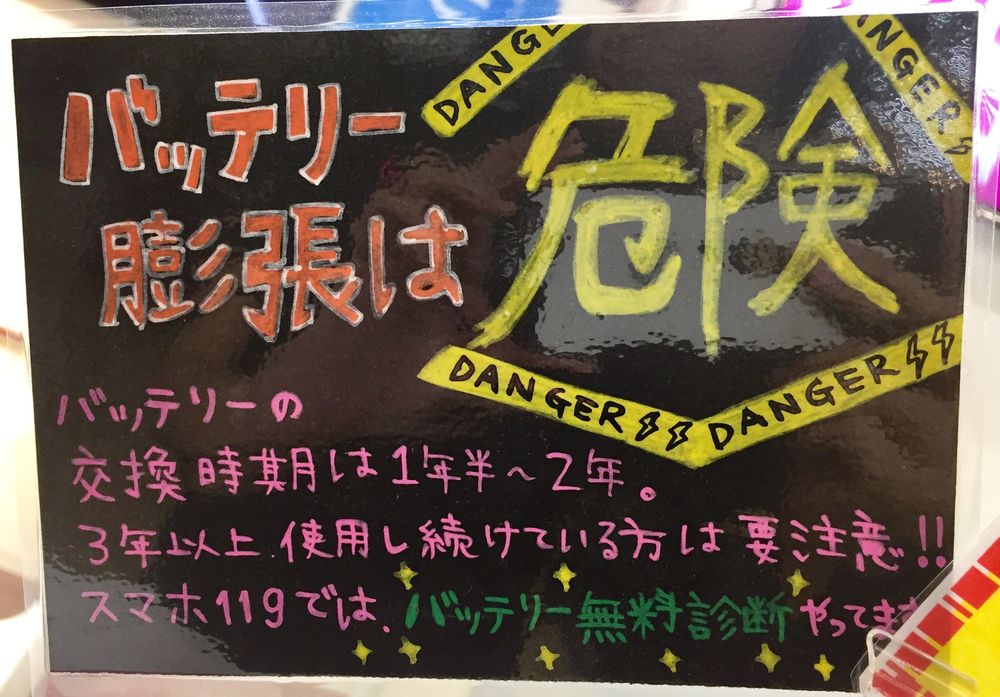 DANGE
NGER
バッテリー
膨張は
危険
DANGER
DANGER
バッテリーの
交換時期は1年半〜2年。
3年以上使用し続けている方は要注意!!
スマホ119では、バッテリー無料診断やってま